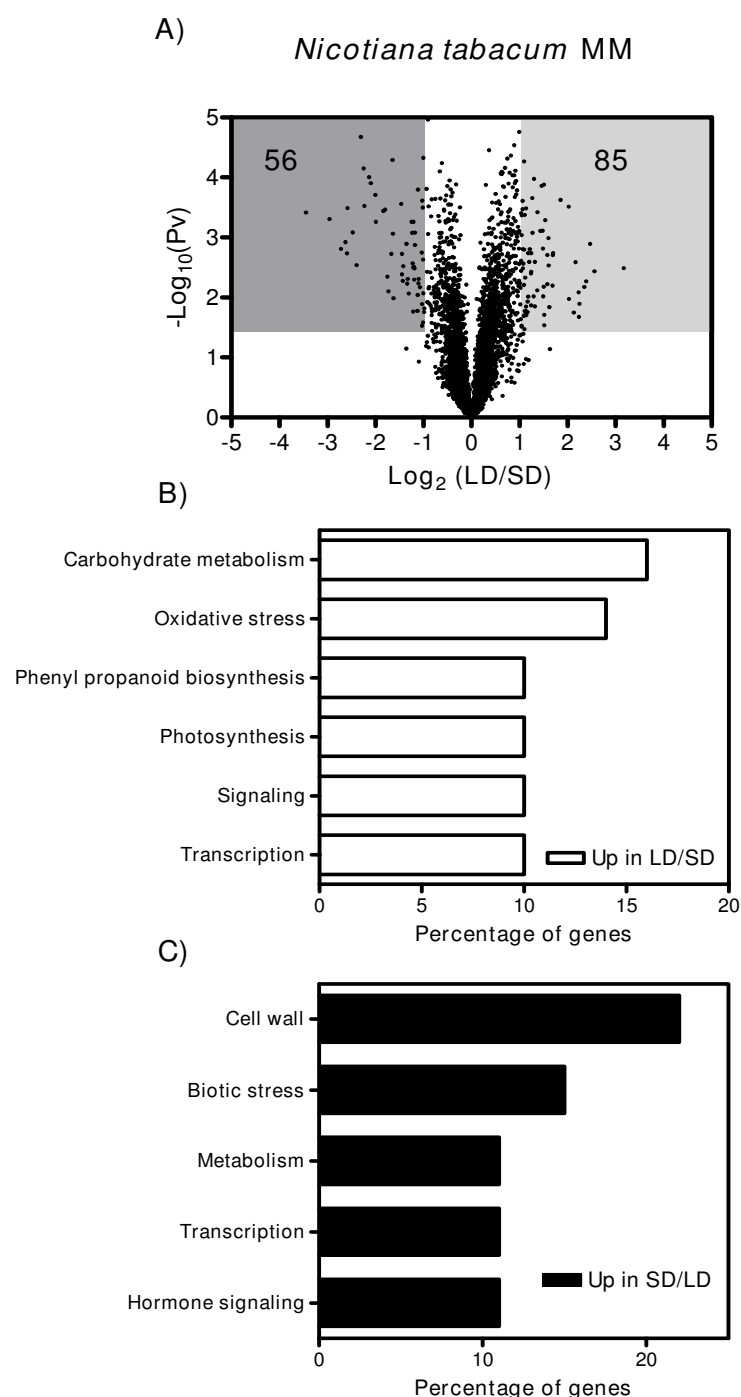 A)
Nicotiana tabacum MM
56
85
5
4
3
2
1
0
-Log10(Pv)
-5 -4 -3 -2 -1 0 1 2 3 4 5
Log2 (LD/SD)
B)
Carbohydrate metabolism
Oxidative stress
Phenyl propanoid biosynthesis
Photosynthesis
Signaling
Transcription
Up in LD/SD
0 5 10 15 20
Percentage of genes
C)
Cell wall
Biotic stress
Metabolism
Transcription
Hormone signaling
Up in SD/LD
0 10 20
Percentage of genes